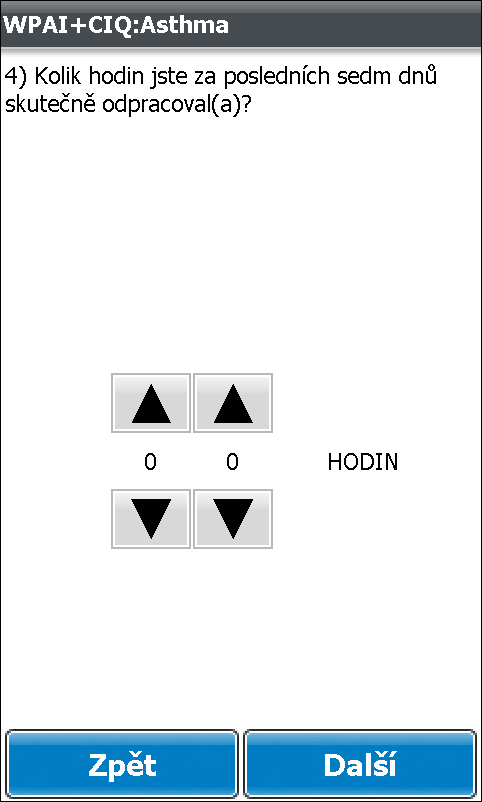 WPAI+CIQ:Asthma
4) Kolik hodin jste za posledních sedm dnů
skutečně odpracoval(a)?
0 0 HODIN
Zpět Další